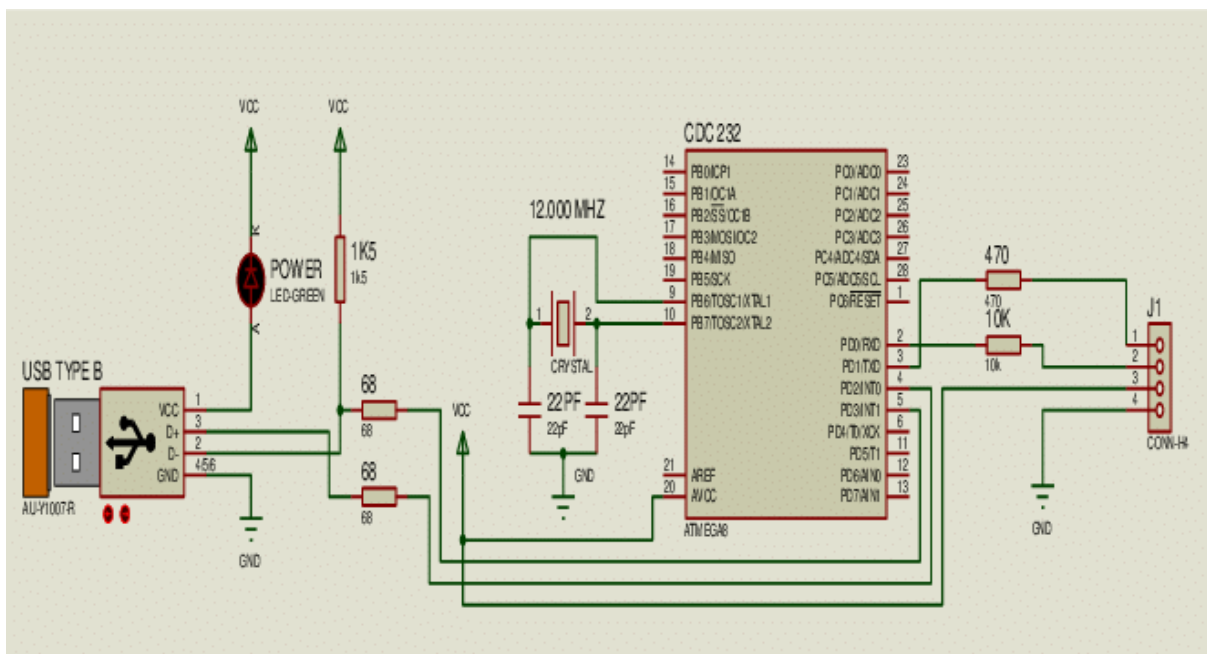 VCC
VCC
K
POWER
LED-GREEN
A
1K5
1k5
USB TYPE B
VCC
D+
D-
GND
1
3
2
456
AU-Y1007-R
GND
68
68
68
68
VCC
12.000 MHZ
1
2
CRYSTAL
22PF
22pF
22PF
22pF
GND
CDC 232
14 PB0/ICP1
15 PB1/OC1A
16 PB2/SS/OC1B
17 PB3/MOSI/OC2
18 PB4/MISO
19 PB5/SCK
9 PB6/TOSC1/XTAL1
10 PB7/TOSC2/XTAL2
21 AREF
20 AVCC
PC0/ADC0 23
PC1/ADC1 24
PC2/ADC2 25
PC3/ADC3 26
PC4/ADC4/SDA 27
PC5/ADC5/SCL 28
PC6/RESET 1
PD0/RXD 2
PD1/TXD 3
PD2/INT0 4
PD3/INT1 5
PD4/T0/XCK 6
PD5/T1 11
PD6/AIN0 12
PD7/AIN1 13
ATMEGA8
470
470
10K
10k
J1
1
2
3
4
CONN-H4
GND